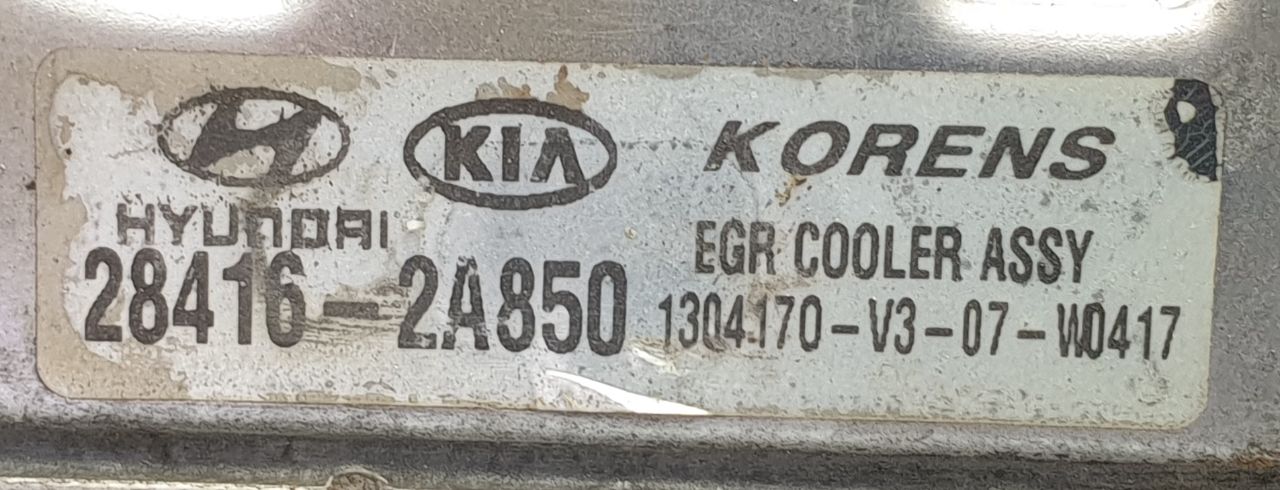 KIA KORENS
HYUNDAI
EGR COOLER ASSY
28416-2A850
1304170-V3-07-W0417